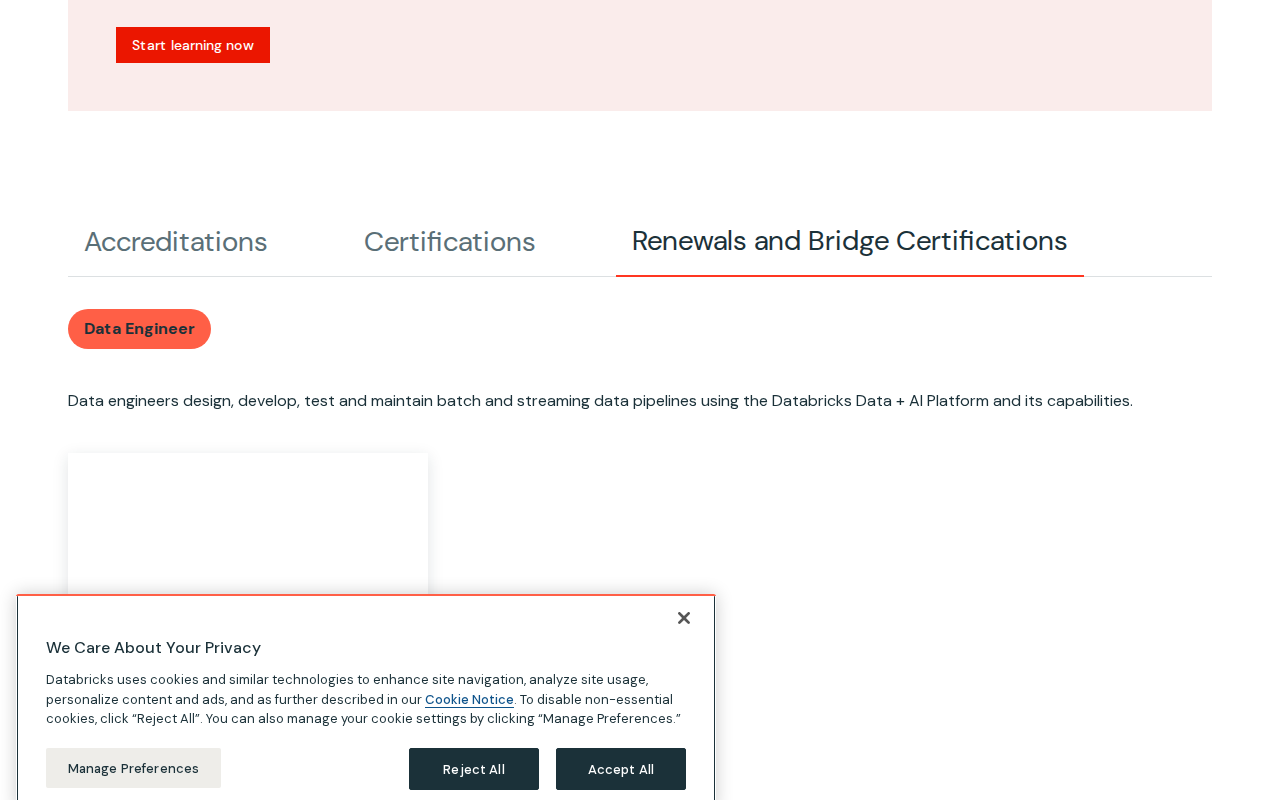 Start learning now
Accreditations
Certifications
Renewals and Bridge Certifications
Data Engineer
Data engineers design, develop, test and maintain batch and streaming data pipelines using the Databricks Data + AI Platform and its capabilities.
We Care About Your Privacy
Databricks uses cookies and similar technologies to enhance site navigation, analyze site usage,
personalize content and ads, and as further described in our Cookie Notice. To disable non-essential
cookies, click “Reject All”. You can also manage your cookie settings by clicking “Manage Preferences.”
Manage Preferences
Reject All
Accept All